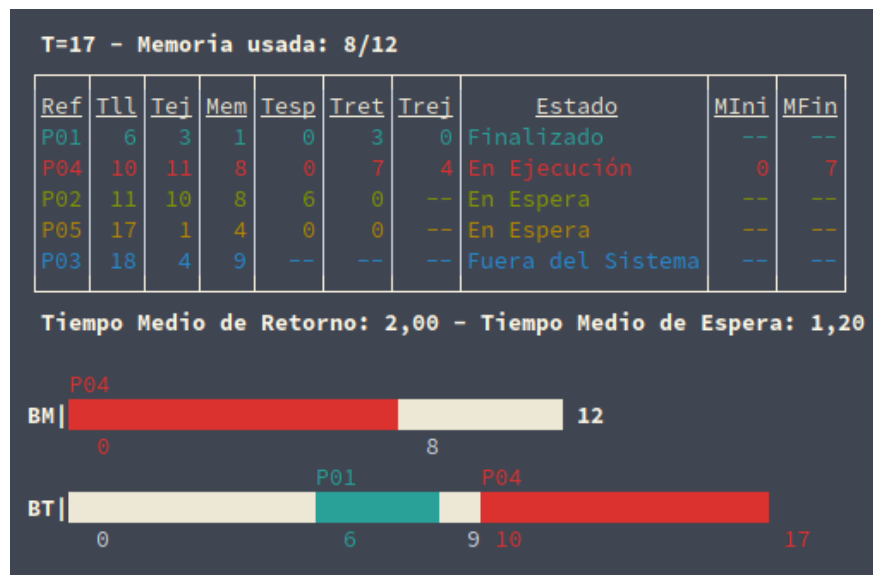 T=17 - Memoria usada: 8/12
Ref Tll Tej Mem Tesp Tret Trej Estado MIni MFin
P01 6 3 1 0 3 0 Finalizado -- --
P04 10 11 8 0 7 4 En Ejecución 0 7
P02 11 10 8 6 0 -- En Espera -- --
P05 17 1 4 0 0 -- En Espera -- --
P03 18 4 9 -- -- -- Fuera del Sistema -- --
Tiempo Medio de Retorno: 2,00 - Tiempo Medio de Espera: 1,20
P04
BM| 12
0 8
P01 P04
BT|
0 6 9 10 17